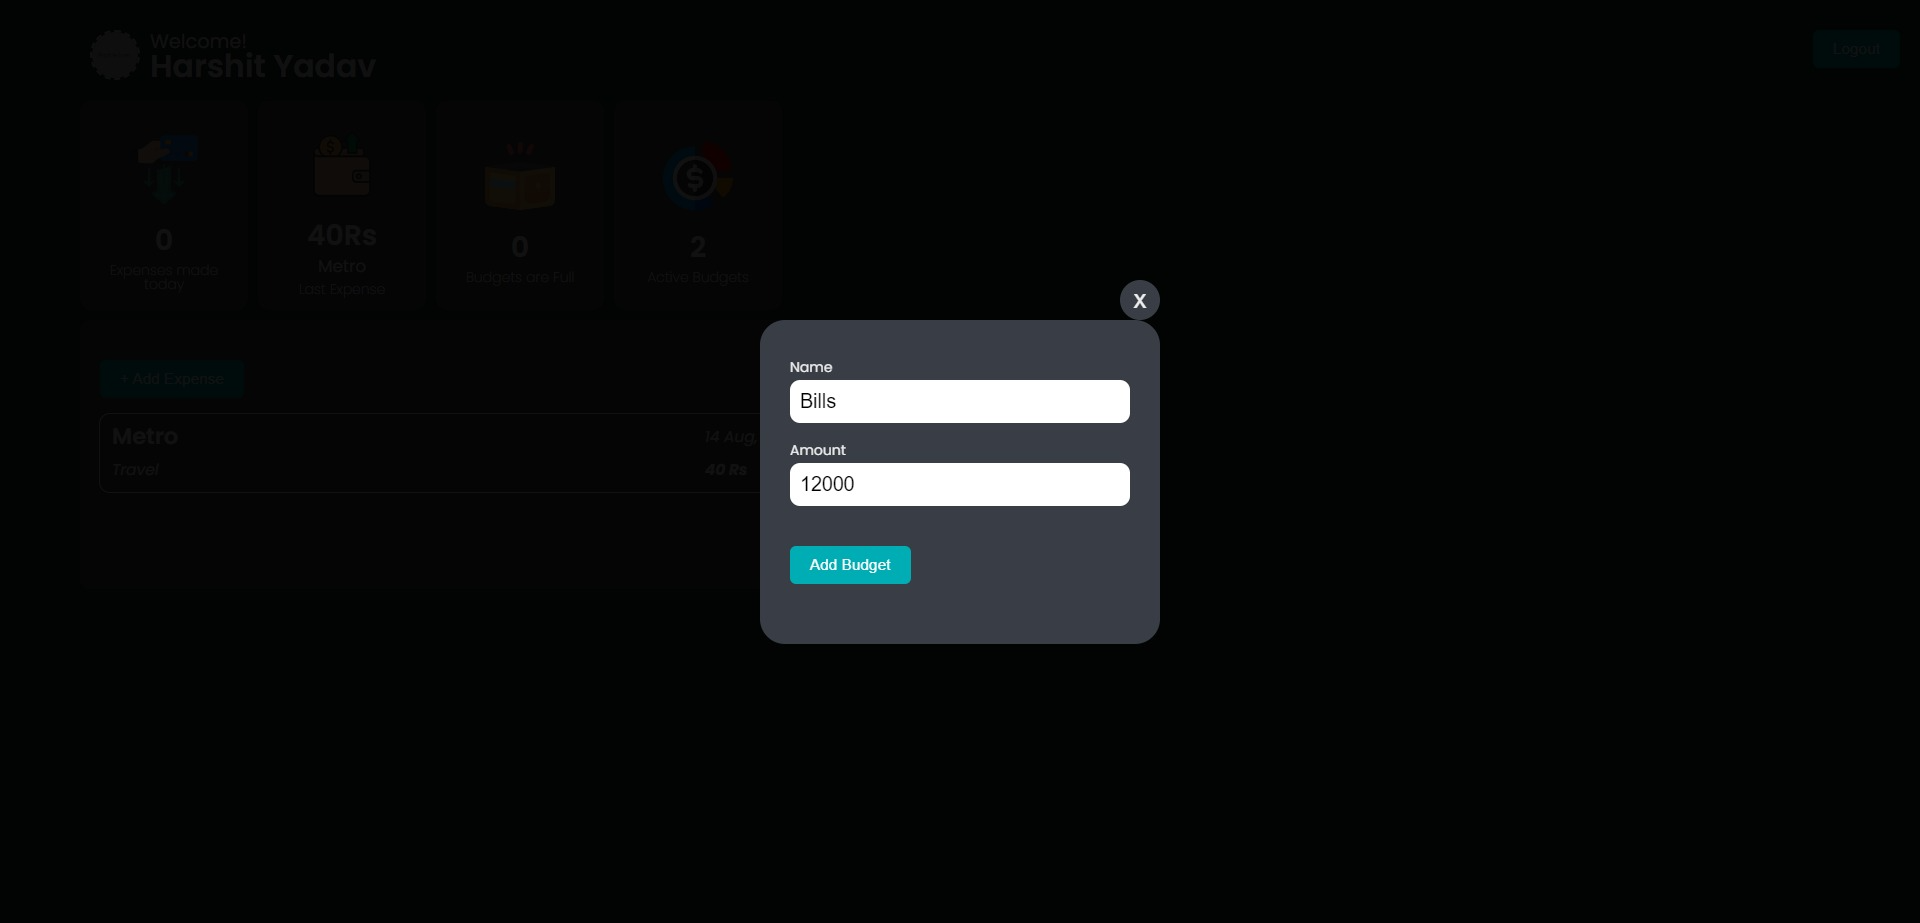 Welcome!
Harshit Yadav
Logout
0
Expenses made
today
40Rs
Metro
Last Expense
0
Budgets are Full
2
Active Budgets
+ Add Expense
Metro
14 Aug,
Travel
40 Rs
X
Name
Bills
Amount
12000
Add Budget